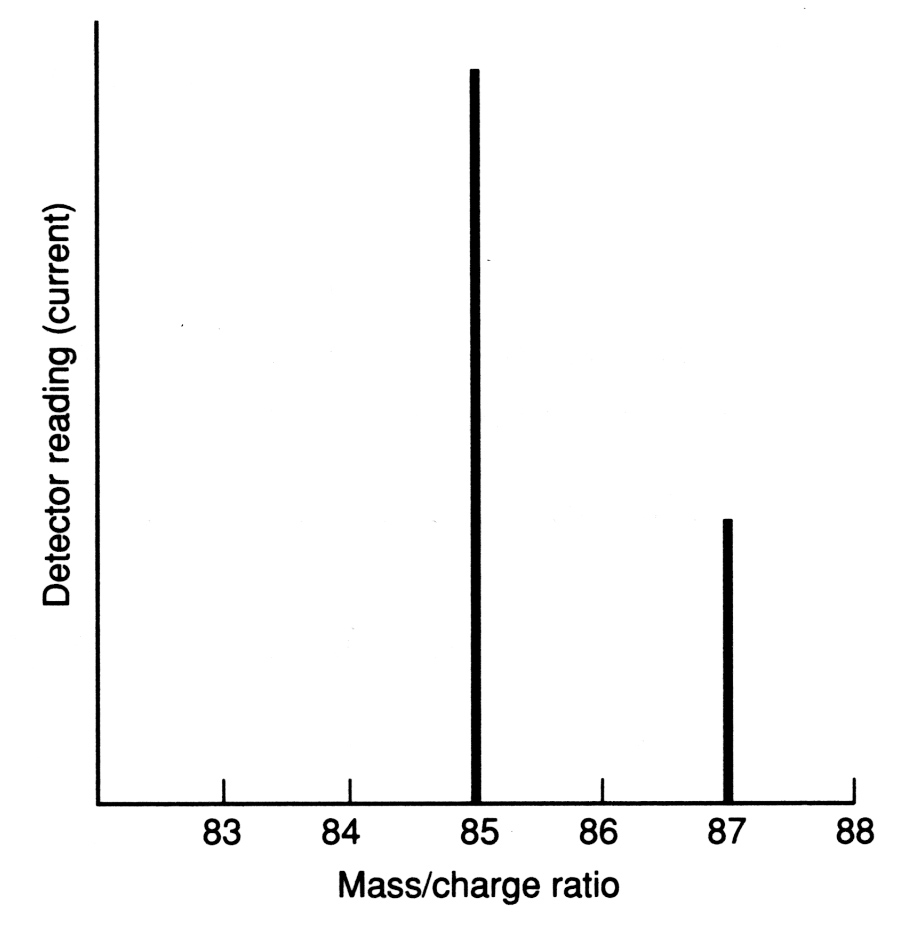 Detector reading (current)
83 84 85 86 87 88
Mass/charge ratio